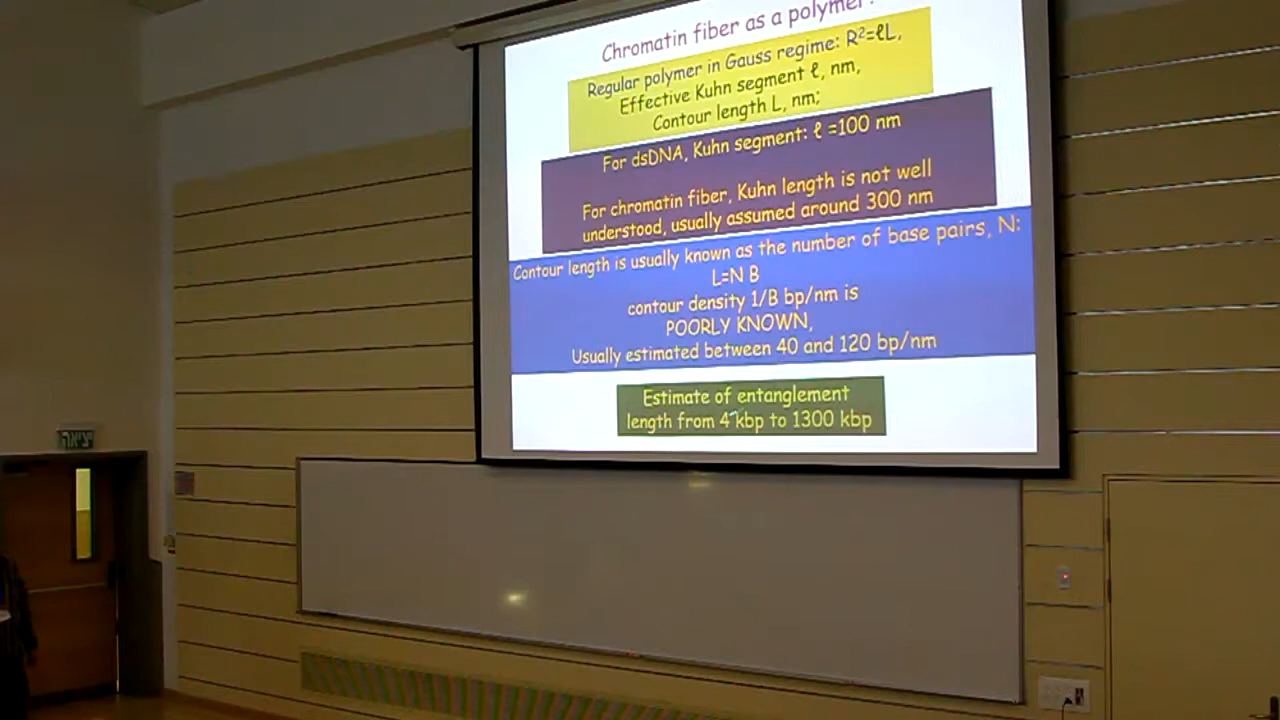 Chromatin fiber as a polymer?
Regular polymer in Gauss regime: R²=ℓL,
Effective Kuhn segment ℓ, nm,
Contour length L, nm;
For dsDNA, Kuhn segment: ℓ =100 nm
For chromatin fiber, Kuhn length is not well
understood, usually assumed around 300 nm
Contour length is usually known as the number of base pairs, N:
L=N B
contour density 1/B bp/nm is
POORLY KNOWN,
Usually estimated between 40 and 120 bp/nm
Estimate of entanglement
length from 4 kbp to 1300 kbp
יציאה